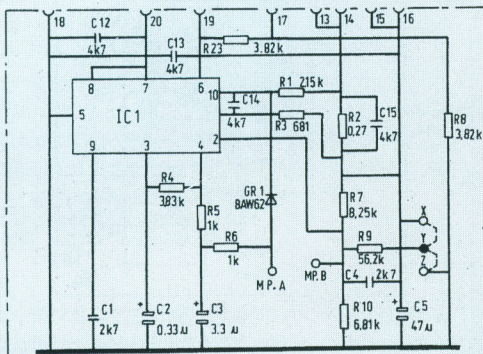 18
20
19
17
13
14
15
16
C12
4k7
C13
4k7
R23
3.82k
8
7
6
10
5
IC1
2
9
3
4
C14
4k7
R1 215k
R3 681
R2
0,27
C15
4k7
R8
3,82k
R4
3,83k
R5
1k
R6
1k
GR1
BAW62
R7
8,25k
X
Y
Z
R9
56,2k
M.P. A
MP. B
C4 2k7
C1
2k7
C2
0.33 µ
C3
3.3 µ
R10
6,81k
C5
47µ
+
+
+